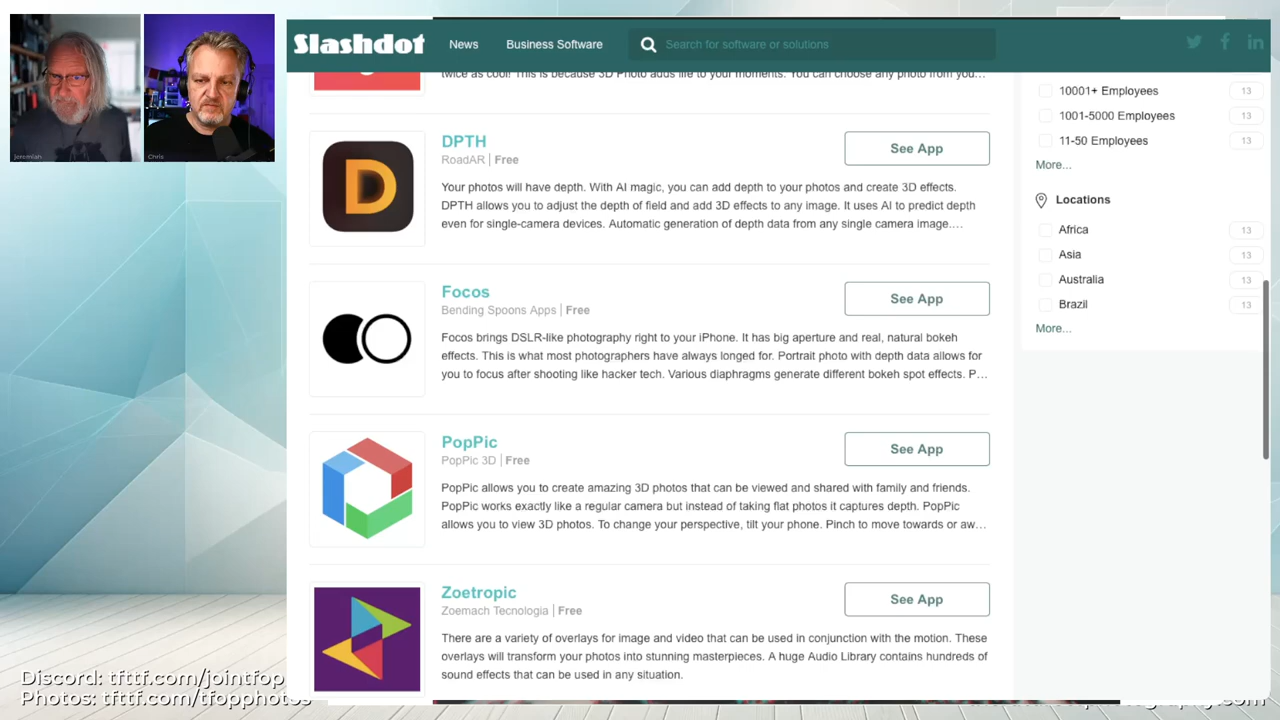 Jeremiah
Chris
Slashdot
News
Business Software
Search for software or solutions
twice as cool! This is because 3D Photo adds life to your moments. You can choose any photo from you…
DPTH
RoadAR | Free
See App
Your photos will have depth. With AI magic, you can add depth to your photos and create 3D effects.
DPTH allows you to adjust the depth of field and add 3D effects to any image. It uses AI to predict depth
even for single-camera devices. Automatic generation of depth data from any single camera image.…
Focos
Bending Spoons Apps | Free
See App
Focos brings DSLR-like photography right to your iPhone. It has big aperture and real, natural bokeh
effects. This is what most photographers have always longed for. Portrait photo with depth data allows for
you to focus after shooting like hacker tech. Various diaphragms generate different bokeh spot effects. P…
PopPic
PopPic 3D | Free
See App
PopPic allows you to create amazing 3D photos that can be viewed and shared with family and friends.
PopPic works exactly like a regular camera but instead of taking flat photos it captures depth. PopPic
allows you to view 3D photos. To change your perspective, tilt your phone. Pinch to move towards or aw…
Zoetropic
Zoemach Tecnologia | Free
See App
There are a variety of overlays for image and video that can be used in conjunction with the motion. These
overlays will transform your photos into stunning masterpieces. A huge Audio Library contains hundreds of
sound effects that can be used in any situation.
10001+ Employees 13
1001-5000 Employees 13
11-50 Employees 13
More...
Locations
Africa 13
Asia 13
Australia 13
Brazil 13
More...
Discord: tfttf.com/jointfop
Photos: tfttf.com/tfopphotos